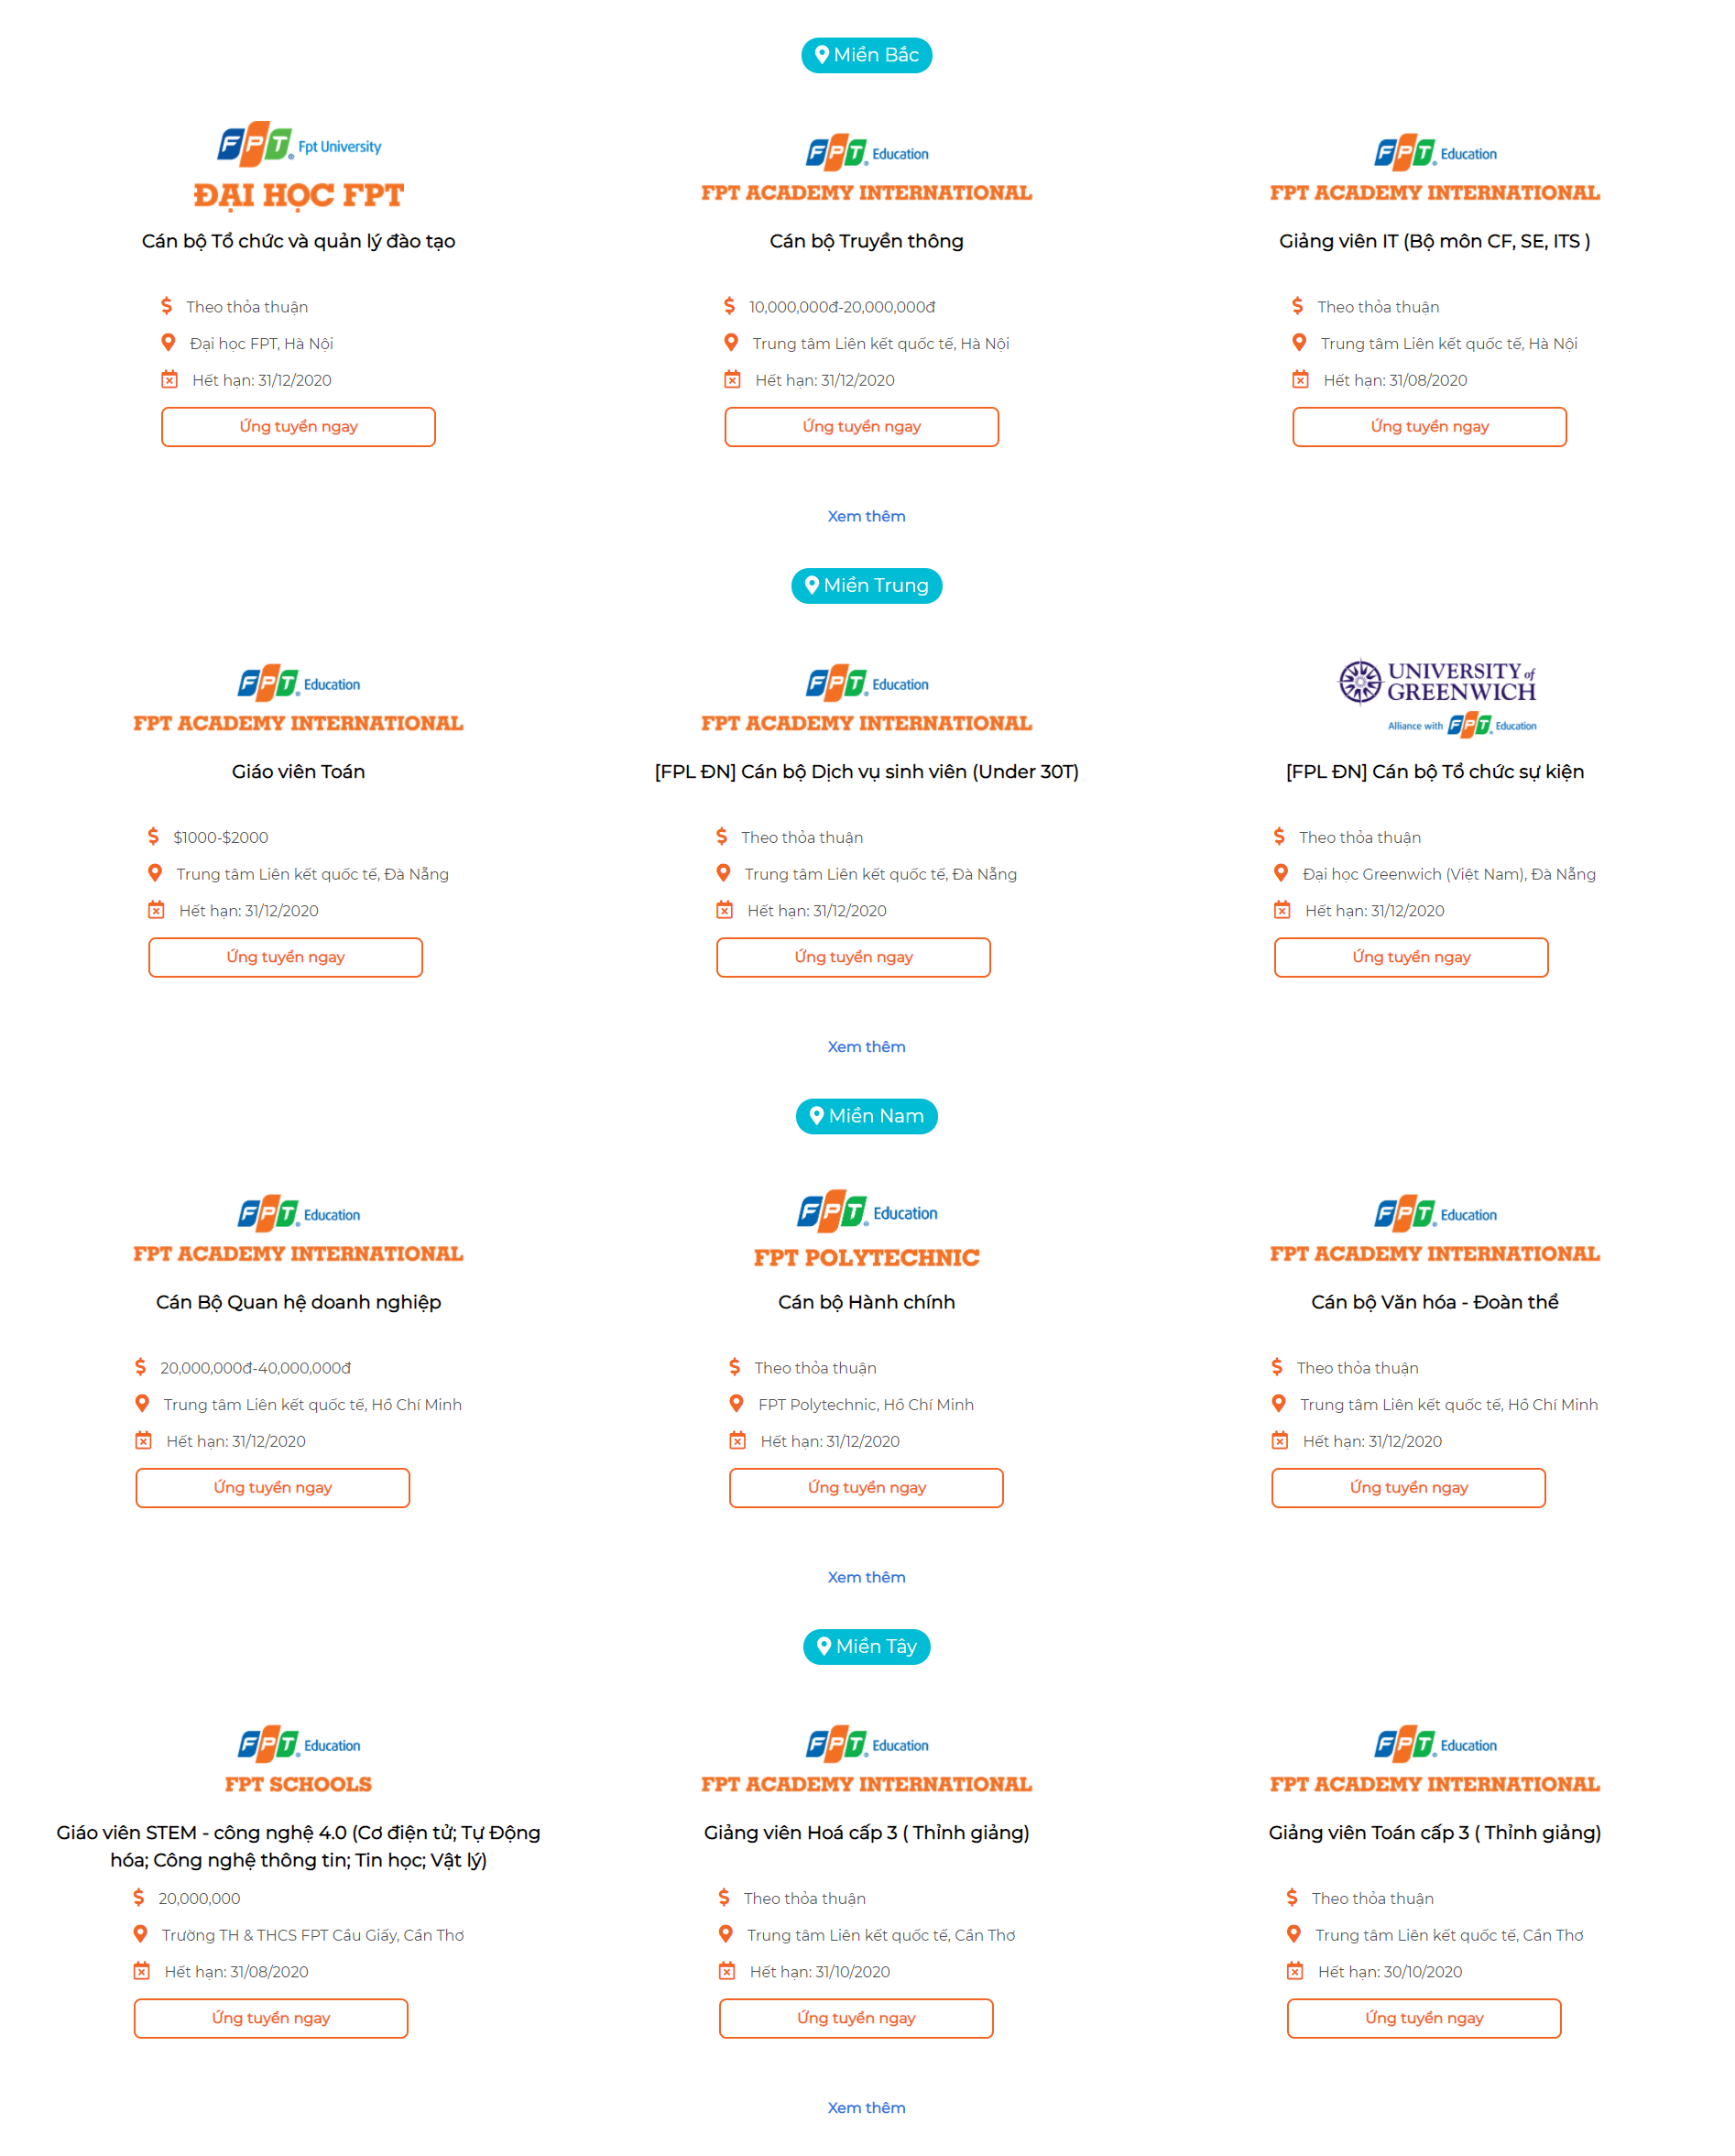 Miền Bắc
FPT Fpt University
ĐẠI HỌC FPT
Cán bộ Tổ chức và quản lý đào tạo
Theo thỏa thuận
Đại học FPT, Hà Nội
Hết hạn: 31/12/2020
Ứng tuyển ngay
FPT Education
FPT ACADEMY INTERNATIONAL
Cán bộ Truyền thông
10,000,000đ-20,000,000đ
Trung tâm Liên kết quốc tế, Hà Nội
Hết hạn: 31/12/2020
Ứng tuyển ngay
FPT Education
FPT ACADEMY INTERNATIONAL
Giảng viên IT (Bộ môn CF, SE, ITS )
Theo thỏa thuận
Trung tâm Liên kết quốc tế, Hà Nội
Hết hạn: 31/08/2020
Ứng tuyển ngay
Xem thêm
Miền Trung
FPT Education
FPT ACADEMY INTERNATIONAL
Giáo viên Toán
$1000-$2000
Trung tâm Liên kết quốc tế, Đà Nẵng
Hết hạn: 31/12/2020
Ứng tuyển ngay
FPT Education
FPT ACADEMY INTERNATIONAL
[FPL ĐN] Cán bộ Dịch vụ sinh viên (Under 30T)
Theo thỏa thuận
Trung tâm Liên kết quốc tế, Đà Nẵng
Hết hạn: 31/12/2020
Ứng tuyển ngay
UNIVERSITY of
GREENWICH
Alliance with FPT Education
[FPL ĐN] Cán bộ Tổ chức sự kiện
Theo thỏa thuận
Đại học Greenwich (Việt Nam), Đà Nẵng
Hết hạn: 31/12/2020
Ứng tuyển ngay
Xem thêm
Miền Nam
FPT Education
FPT ACADEMY INTERNATIONAL
Cán Bộ Quan hệ doanh nghiệp
20,000,000đ-40,000,000đ
Trung tâm Liên kết quốc tế, Hồ Chí Minh
Hết hạn: 31/12/2020
Ứng tuyển ngay
FPT Education
FPT POLYTECHNIC
Cán bộ Hành chính
Theo thỏa thuận
FPT Polytechnic, Hồ Chí Minh
Hết hạn: 31/12/2020
Ứng tuyển ngay
FPT Education
FPT ACADEMY INTERNATIONAL
Cán bộ Văn hóa - Đoàn thể
Theo thỏa thuận
Trung tâm Liên kết quốc tế, Hồ Chí Minh
Hết hạn: 31/12/2020
Ứng tuyển ngay
Xem thêm
Miền Tây
FPT Education
FPT SCHOOLS
Giáo viên STEM - công nghệ 4.0 (Cơ điện tử; Tự Động
hóa; Công nghệ thông tin; Tin học; Vật lý)
20,000,000
Trường TH & THCS FPT Cầu Giấy, Cần Thơ
Hết hạn: 31/08/2020
Ứng tuyển ngay
FPT Education
FPT ACADEMY INTERNATIONAL
Giảng viên Hoá cấp 3 ( Thỉnh giảng)
Theo thỏa thuận
Trung tâm Liên kết quốc tế, Cần Thơ
Hết hạn: 31/10/2020
Ứng tuyển ngay
FPT Education
FPT ACADEMY INTERNATIONAL
Giảng viên Toán cấp 3 ( Thỉnh giảng)
Theo thỏa thuận
Trung tâm Liên kết quốc tế, Cần Thơ
Hết hạn: 30/10/2020
Ứng tuyển ngay
Xem thêm